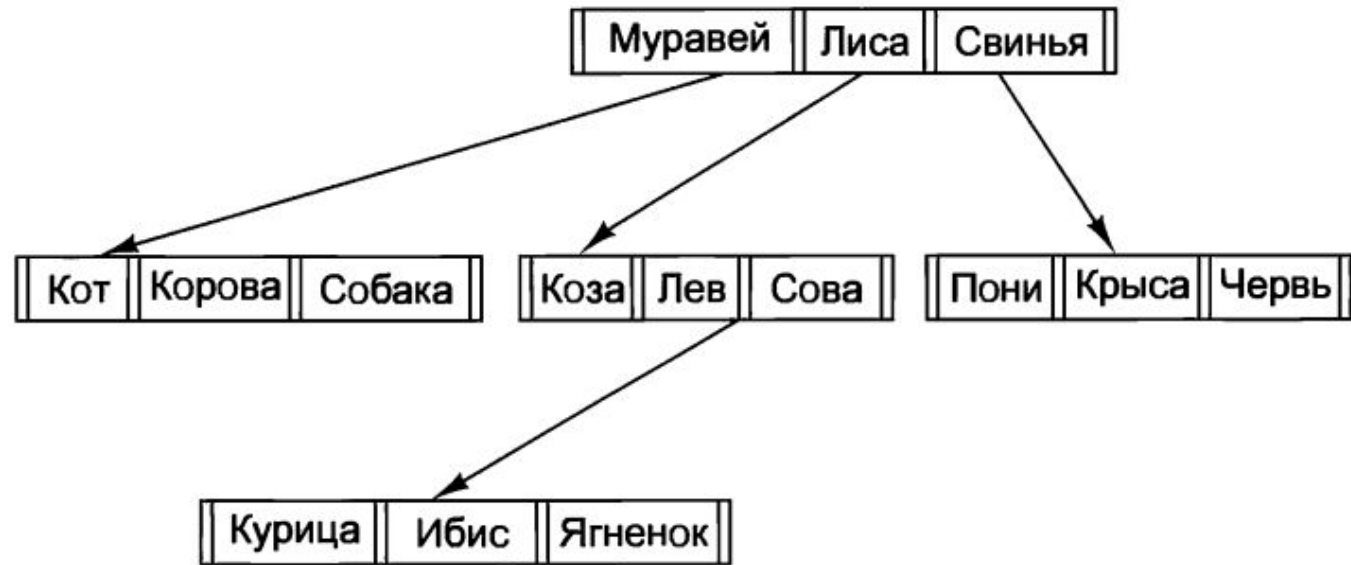 Муравей Лиса Свинья
Кот Корова Собака Коза Лев Сова Пони Крыса Червь
Курица Ибис Ягненок